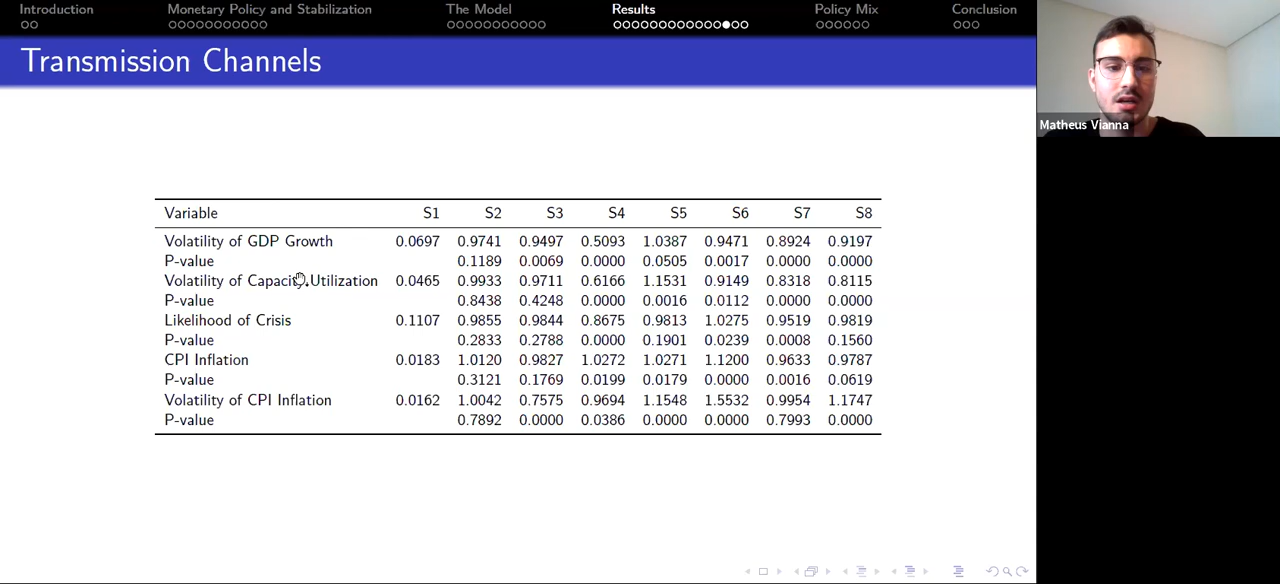 Introduction Monetary Policy and Stabilization The Model Results Policy Mix Conclusion
Transmission Channels
Matheus Vianna
Variable S1 S2 S3 S4 S5 S6 S7 S8
Volatility of GDP Growth 0.0697 0.9741 0.9497 0.5093 1.0387 0.9471 0.8924 0.9197
P-value 0.1189 0.0069 0.0000 0.0505 0.0017 0.0000 0.0000
Volatility of Capacity Utilization 0.0465 0.9933 0.9711 0.6166 1.1531 0.9149 0.8318 0.8115
P-value 0.8438 0.4248 0.0000 0.0016 0.0112 0.0000 0.0000
Likelihood of Crisis 0.1107 0.9855 0.9844 0.8675 0.9813 1.0275 0.9519 0.9819
P-value 0.2833 0.2788 0.0000 0.1901 0.0239 0.0008 0.1560
CPI Inflation 0.0183 1.0120 0.9827 1.0272 1.0271 1.1200 0.9633 0.9787
P-value 0.3121 0.1769 0.0199 0.0179 0.0000 0.0016 0.0619
Volatility of CPI Inflation 0.0162 1.0042 0.7575 0.9694 1.1548 1.5532 0.9954 1.1747
P-value 0.7892 0.0000 0.0386 0.0000 0.0000 0.7993 0.0000